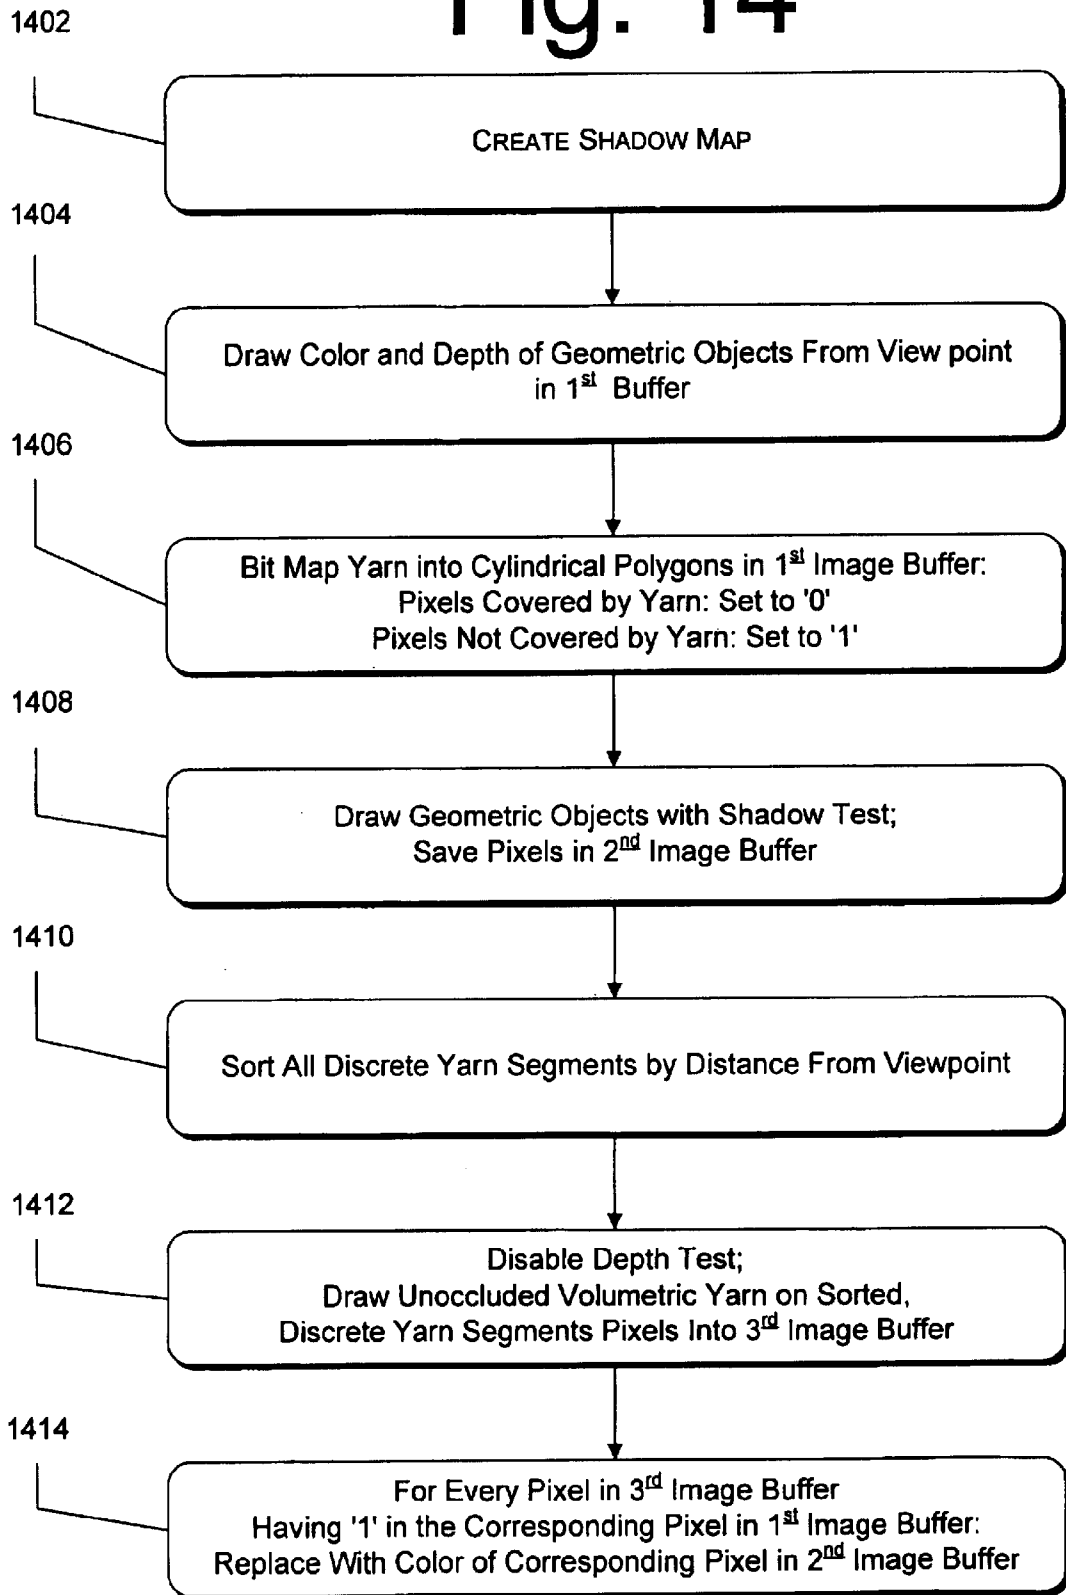 Fig. 14
1402
CREATE SHADOW MAP
1404
Draw Color and Depth of Geometric Objects From View point
in 1st Buffer
1406
Bit Map Yarn into Cylindrical Polygons in 1st Image Buffer:
Pixels Covered by Yarn: Set to '0'
Pixels Not Covered by Yarn: Set to '1'
1408
Draw Geometric Objects with Shadow Test;
Save Pixels in 2nd Image Buffer
1410
Sort All Discrete Yarn Segments by Distance From Viewpoint
1412
Disable Depth Test;
Draw Unoccluded Volumetric Yarn on Sorted,
Discrete Yarn Segments Pixels Into 3rd Image Buffer
1414
For Every Pixel in 3rd Image Buffer
Having '1' in the Corresponding Pixel in 1st Image Buffer:
Replace With Color of Corresponding Pixel in 2nd Image Buffer